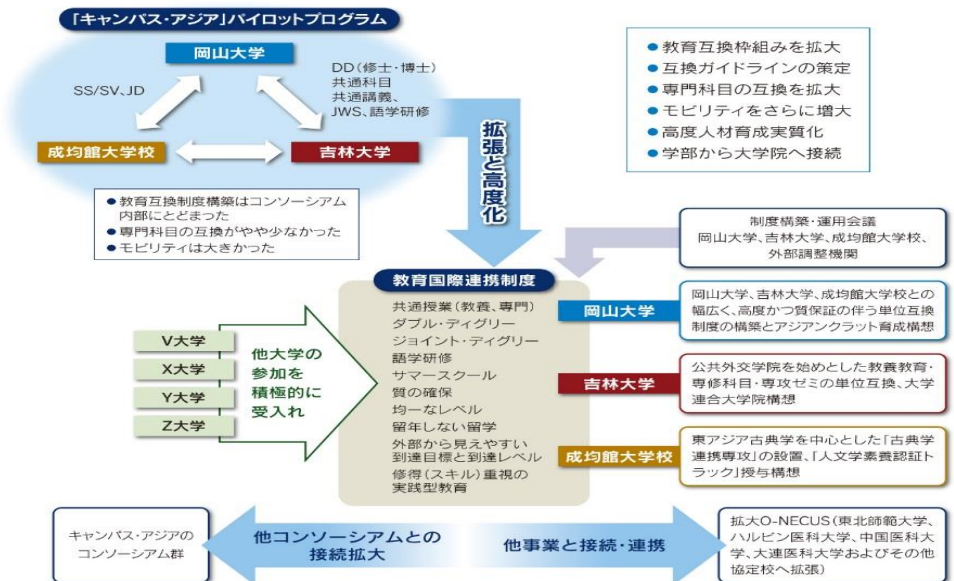 「キャンパス・アジア」パイロットプログラム
岡山大学
SS/SV、JD
DD(修士・博士)
共通科目
共通講義、
JWS、語学研修
成均館大学校
吉林大学
● 教育互換制度構築はコンソーシアム
内部にとどまった
● 専門科目の互換がやや少なかった
● モビリティは大きかった
拡張と高度化
● 教育互換枠組みを拡大
● 互換ガイドラインの策定
● 専門科目の互換を拡大
● モビリティをさらに増大
● 高度人材育成実質化
● 学部から大学院へ接続
制度構築・運用会議
岡山大学、吉林大学、成均館大学校、
外部調整機関
教育国際連携制度
共通授業(教養、専門)
ダブル・ディグリー
ジョイント・ディグリー
語学研修
サマースクール
質の確保
均一なレベル
留年しない留学
外部から見えやすい
到達目標と到達レベル
修得(スキル)重視の
実践型教育
V大学
X大学
Y大学
Z大学
他大学の
参加を
積極的に
受入れ
岡山大学
岡山大学、吉林大学、成均館大学校との
幅広く、高度かつ質保証の伴う単位互換
制度の構築とアジアンクラット育成構想
吉林大学
公共外交学院を始めとした教養教育・
専修科目・専攻ゼミの単位互換、大学
連合大学院構想
成均館大学校
東アジア古典学を中心とした「古典学
連携専攻」の設置、「人文学素養認証ト
ラック」授与構想
キャンパス・アジアの
コンソーシアム群
他コンソーシアムとの
接続拡大
他事業と接続・連携
拡大O-NECUS(東北師範大学、
ハルビン医科大学、中国医科大
学、大連医科大学およびその他
協定校へ拡張)